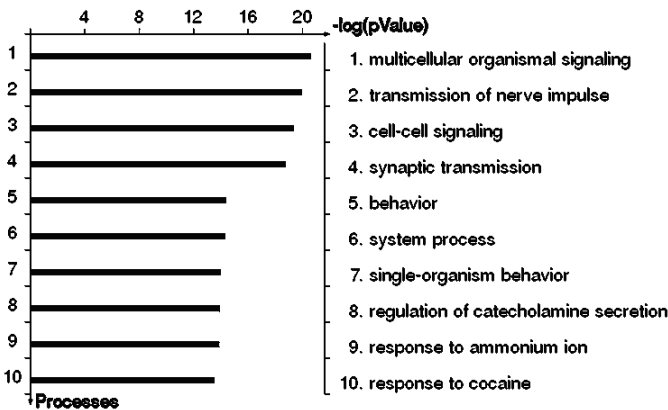 4 8 12 16 20 -log(pValue)
1 1. multicellular organismal signaling
2 2. transmission of nerve impulse
3 3. cell-cell signaling
4 4. synaptic transmission
5 5. behavior
6 6. system process
7 7. single-organism behavior
8 8. regulation of catecholamine secretion
9 9. response to ammonium ion
10 10. response to cocaine
Processes